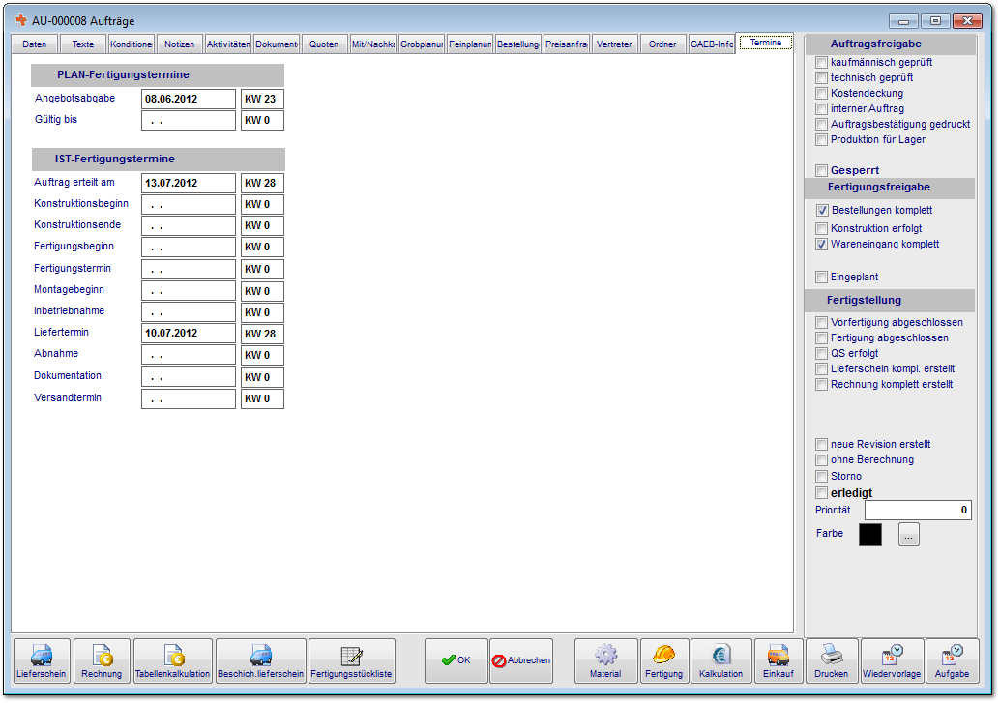 AU-000008 Aufträge
Daten Texte Konditione Notizen Aktivitäten Dokument Quoten Mit/Nachka Grobplanun Feinplanun Bestellung Preisanfra Vertreter Ordner GAEB-Info Termine
PLAN-Fertigungstermine
Angebotsabgabe 08.06.2012 KW 23
Gültig bis . . KW 0
IST-Fertigungstermine
Auftrag erteilt am 13.07.2012 KW 28
Konstruktionsbeginn . . KW 0
Konstruktionsende . . KW 0
Fertigungsbeginn . . KW 0
Fertigungstermin . . KW 0
Montagebeginn . . KW 0
Inbetriebnahme . . KW 0
Liefertermin 10.07.2012 KW 28
Abnahme . . KW 0
Dokumentation: . . KW 0
Versandtermin . . KW 0
Auftragsfreigabe
kaufmännisch geprüft
technisch geprüft
Kostendeckung
interner Auftrag
Auftragsbestätigung gedruckt
Produktion für Lager
Gesperrt
Fertigungsfreigabe
Bestellungen komplett
Konstruktion erfolgt
Wareneingang komplett
Eingeplant
Fertigstellung
Vorfertigung abgeschlossen
Fertigung abgeschlossen
QS erfolgt
Lieferschein kompl. erstellt
Rechnung komplett erstellt
neue Revision erstellt
ohne Berechnung
Storno
erledigt
Priorität 0
Farbe ...
Lieferschein Rechnung Tabellenkalkulation Beschich.lieferschein Fertigungsstückliste OK Abbrechen Material Fertigung Kalkulation Einkauf Drucken Wiedervorlage Aufgabe